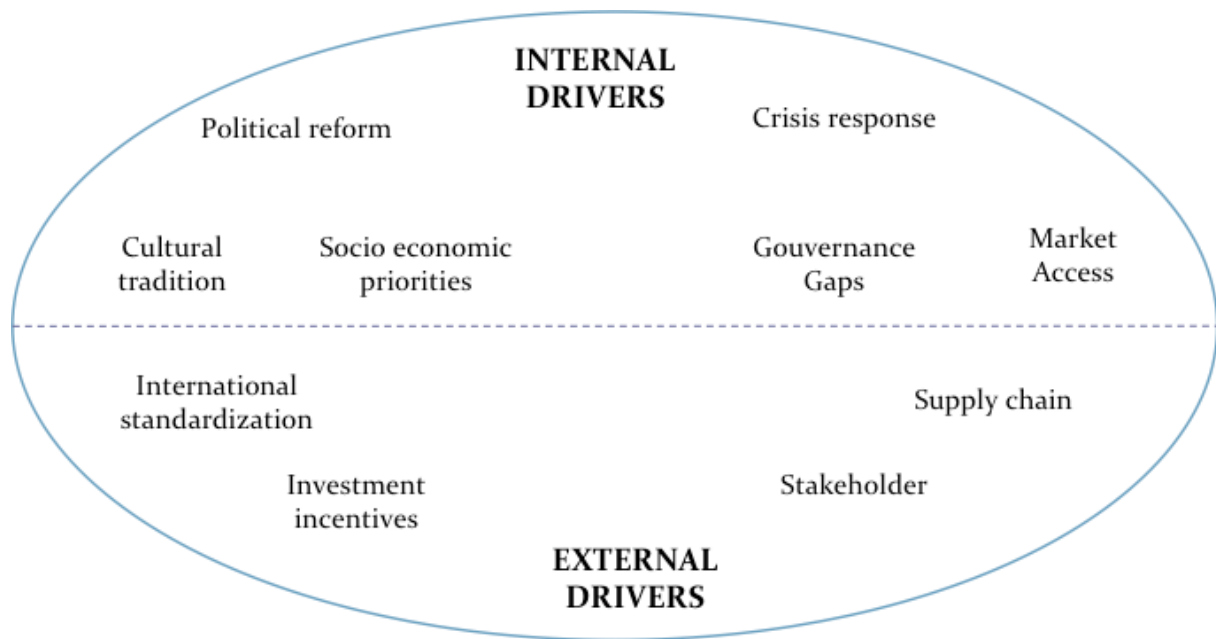 INTERNAL
DRIVERS
Political reform
Crisis response
Cultural
tradition
Socio economic
priorities
Gouvernance
Gaps
Market
Access
International
standardization
Supply chain
Investment
incentives
Stakeholder
EXTERNAL
DRIVERS